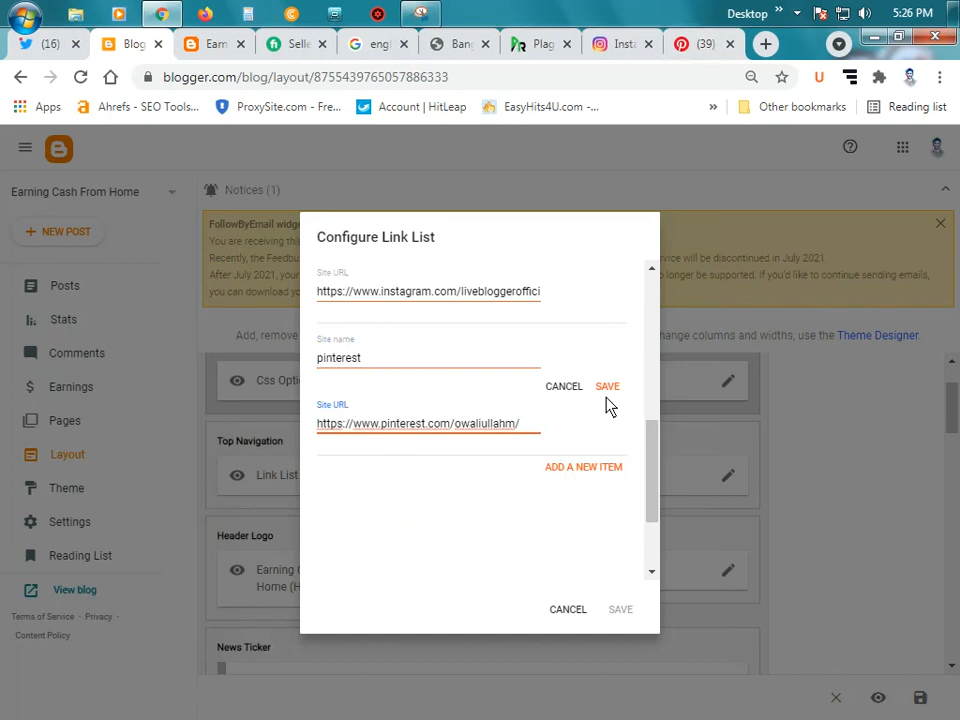 Desktop
»
5:26 PM
(16)
Blog
Earn
Selle
engl
Bang
Plag
Insta
(39)
blogger.com/blog/layout/8755439765057886333
Apps
Ahrefs - SEO Tools...
ProxySite.com - Fre...
Account | HitLeap
EasyHits4U.com -...
»
Other bookmarks
Reading list
Earning Cash From Home
Notices (1)
NEW POST
FollowByEmail widg
You are receiving this
Recently, the Feedbu
vice will be discontinued in July 2021.
After July 2021, your
o longer be supported. If you'd like to continue sending emails,
you can download yo
Configure Link List
Posts
Stats
Comments
Earnings
Pages
Layout
Theme
Settings
Reading List
View blog
Terms of Service · Privacy ·
Content Policy
Add, remove
hange columns and widths, use the Theme Designer.
Site URL
https://www.instagram.com/livebloggeroffici
Site name
pinterest
CANCEL SAVE
Site URL
https://www.pinterest.com/owaliullahm/
ADD A NEW ITEM
CANCEL SAVE
Css Optio
Top Navigation
Link List
Header Logo
Earning C
Home (H
News Ticker